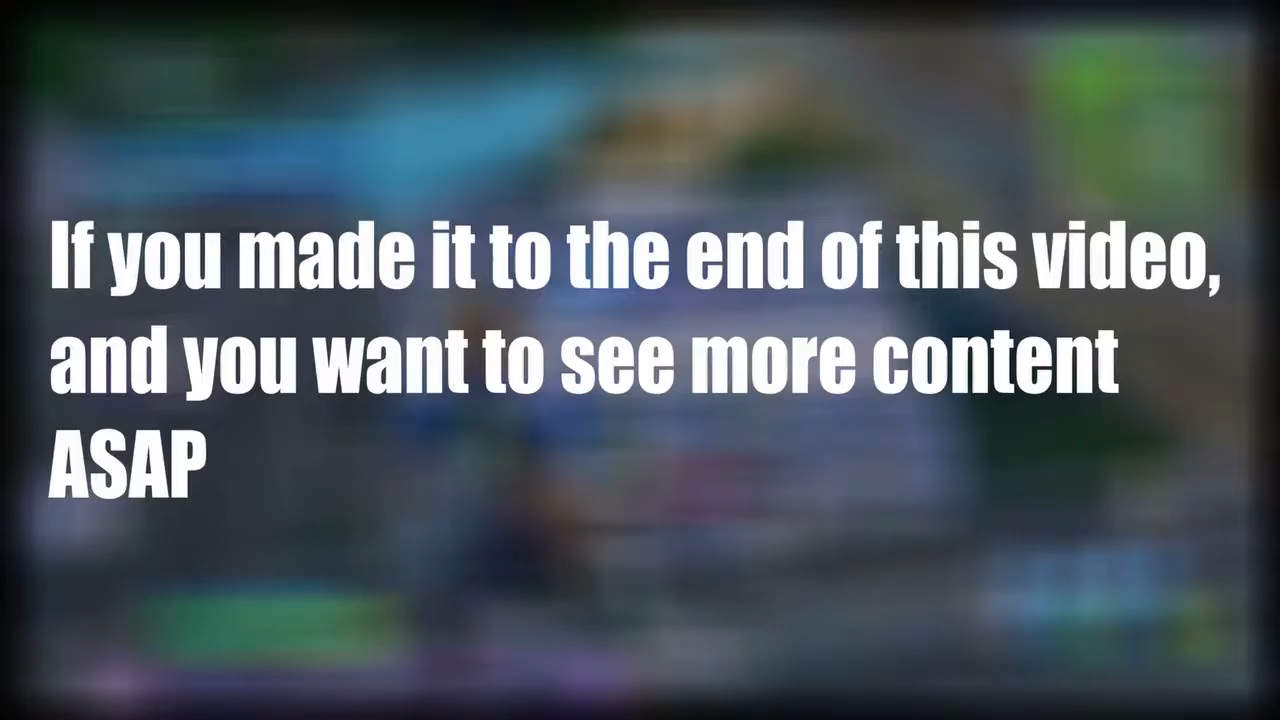 If you made it to the end of this video,
and you want to see more content
ASAP